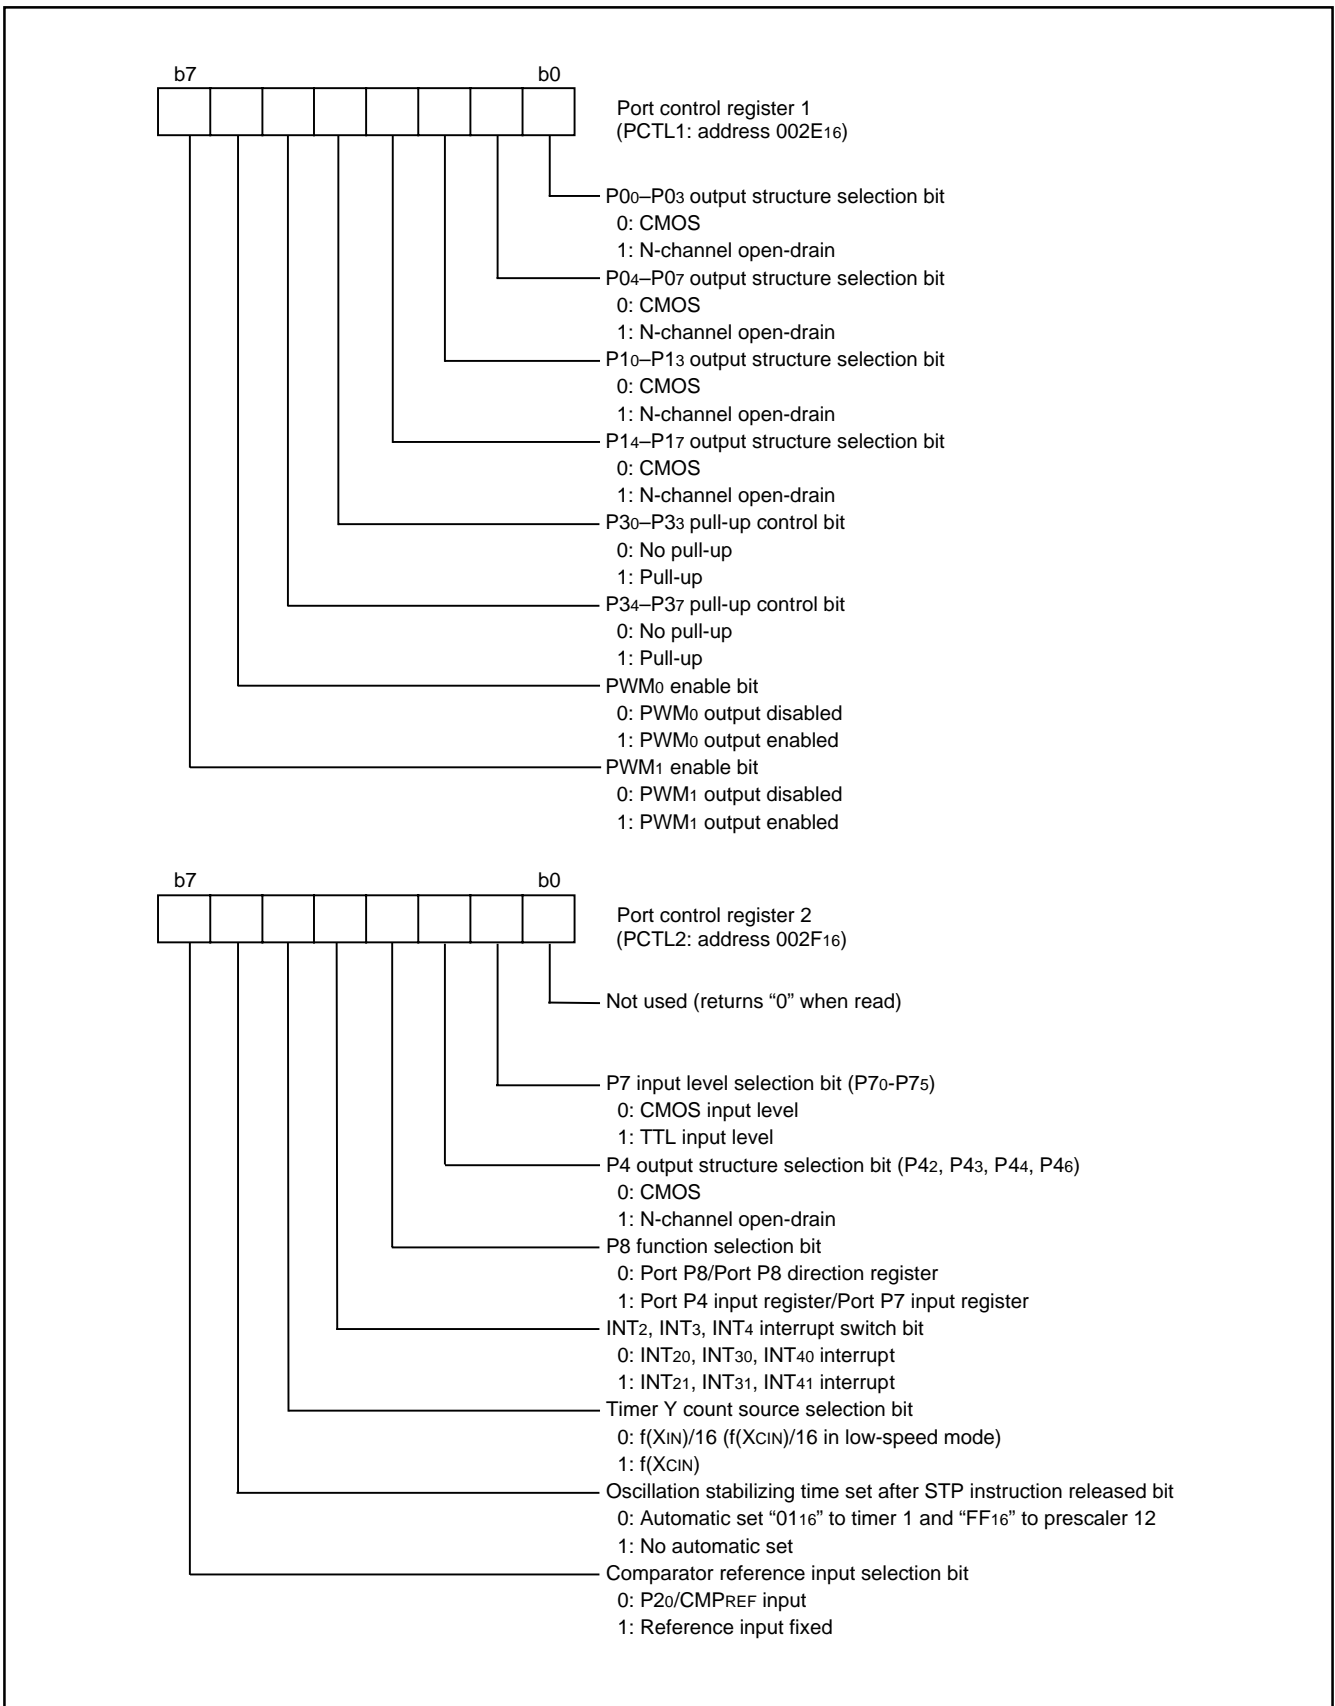 b7 b0
Port control register 1
(PCTL1: address 002E16)
P00–P03 output structure selection bit
0: CMOS
1: N-channel open-drain
P04–P07 output structure selection bit
0: CMOS
1: N-channel open-drain
P10–P13 output structure selection bit
0: CMOS
1: N-channel open-drain
P14–P17 output structure selection bit
0: CMOS
1: N-channel open-drain
P30–P33 pull-up control bit
0: No pull-up
1: Pull-up
P34–P37 pull-up control bit
0: No pull-up
1: Pull-up
PWM0 enable bit
0: PWM0 output disabled
1: PWM0 output enabled
PWM1 enable bit
0: PWM1 output disabled
1: PWM1 output enabled
b7 b0
Port control register 2
(PCTL2: address 002F16)
Not used (returns “0” when read)
P7 input level selection bit (P70-P75)
0: CMOS input level
1: TTL input level
P4 output structure selection bit (P42, P43, P44, P46)
0: CMOS
1: N-channel open-drain
P8 function selection bit
0: Port P8/Port P8 direction register
1: Port P4 input register/Port P7 input register
INT2, INT3, INT4 interrupt switch bit
0: INT20, INT30, INT40 interrupt
1: INT21, INT31, INT41 interrupt
Timer Y count source selection bit
0: f(XIN)/16 (f(XCIN)/16 in low-speed mode)
1: f(XCIN)
Oscillation stabilizing time set after STP instruction released bit
0: Automatic set “0116” to timer 1 and “FF16” to prescaler 12
1: No automatic set
Comparator reference input selection bit
0: P20/CMPREF input
1: Reference input fixed